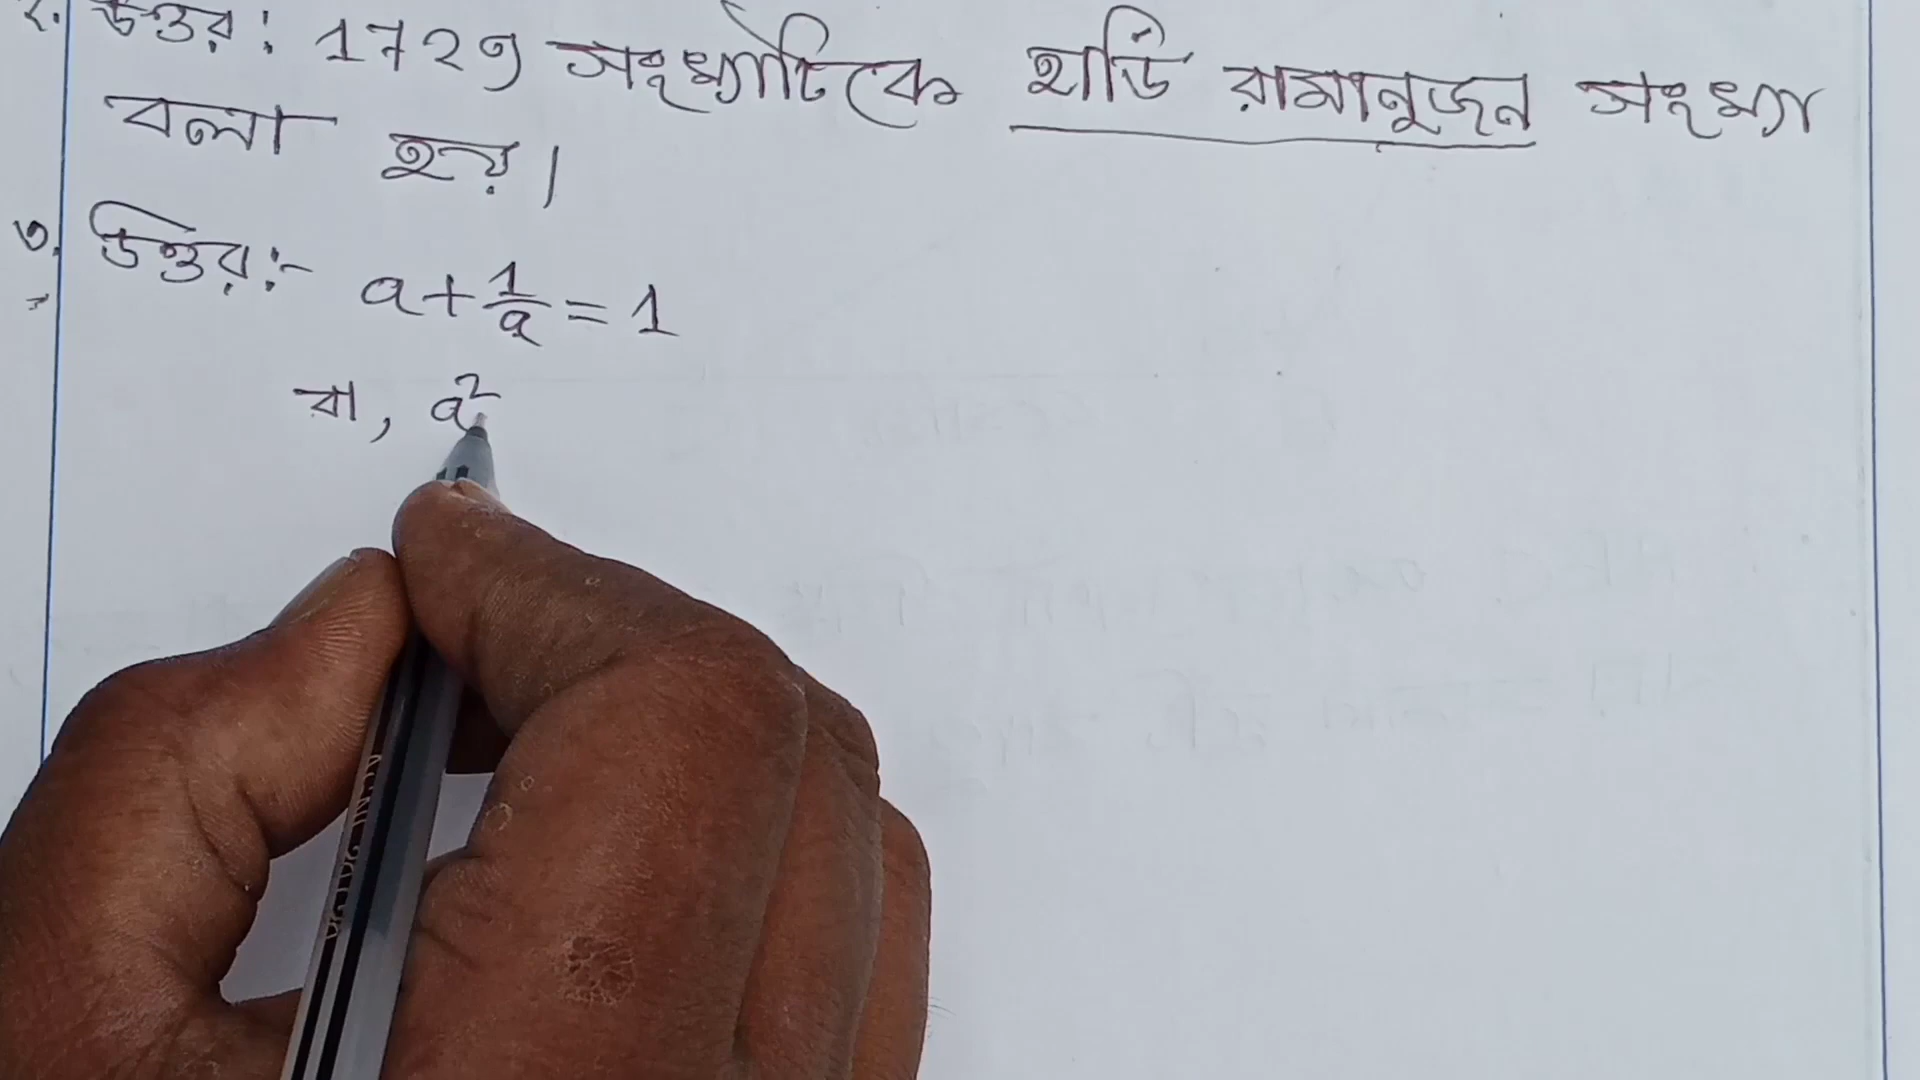 ২. উত্তর: 1729 সংখ্যাটিকে হার্ডি রামানুজন সংখ্যা
বলা হয়।
৩. উত্তর:- a + 1/a = 1
বা, a²